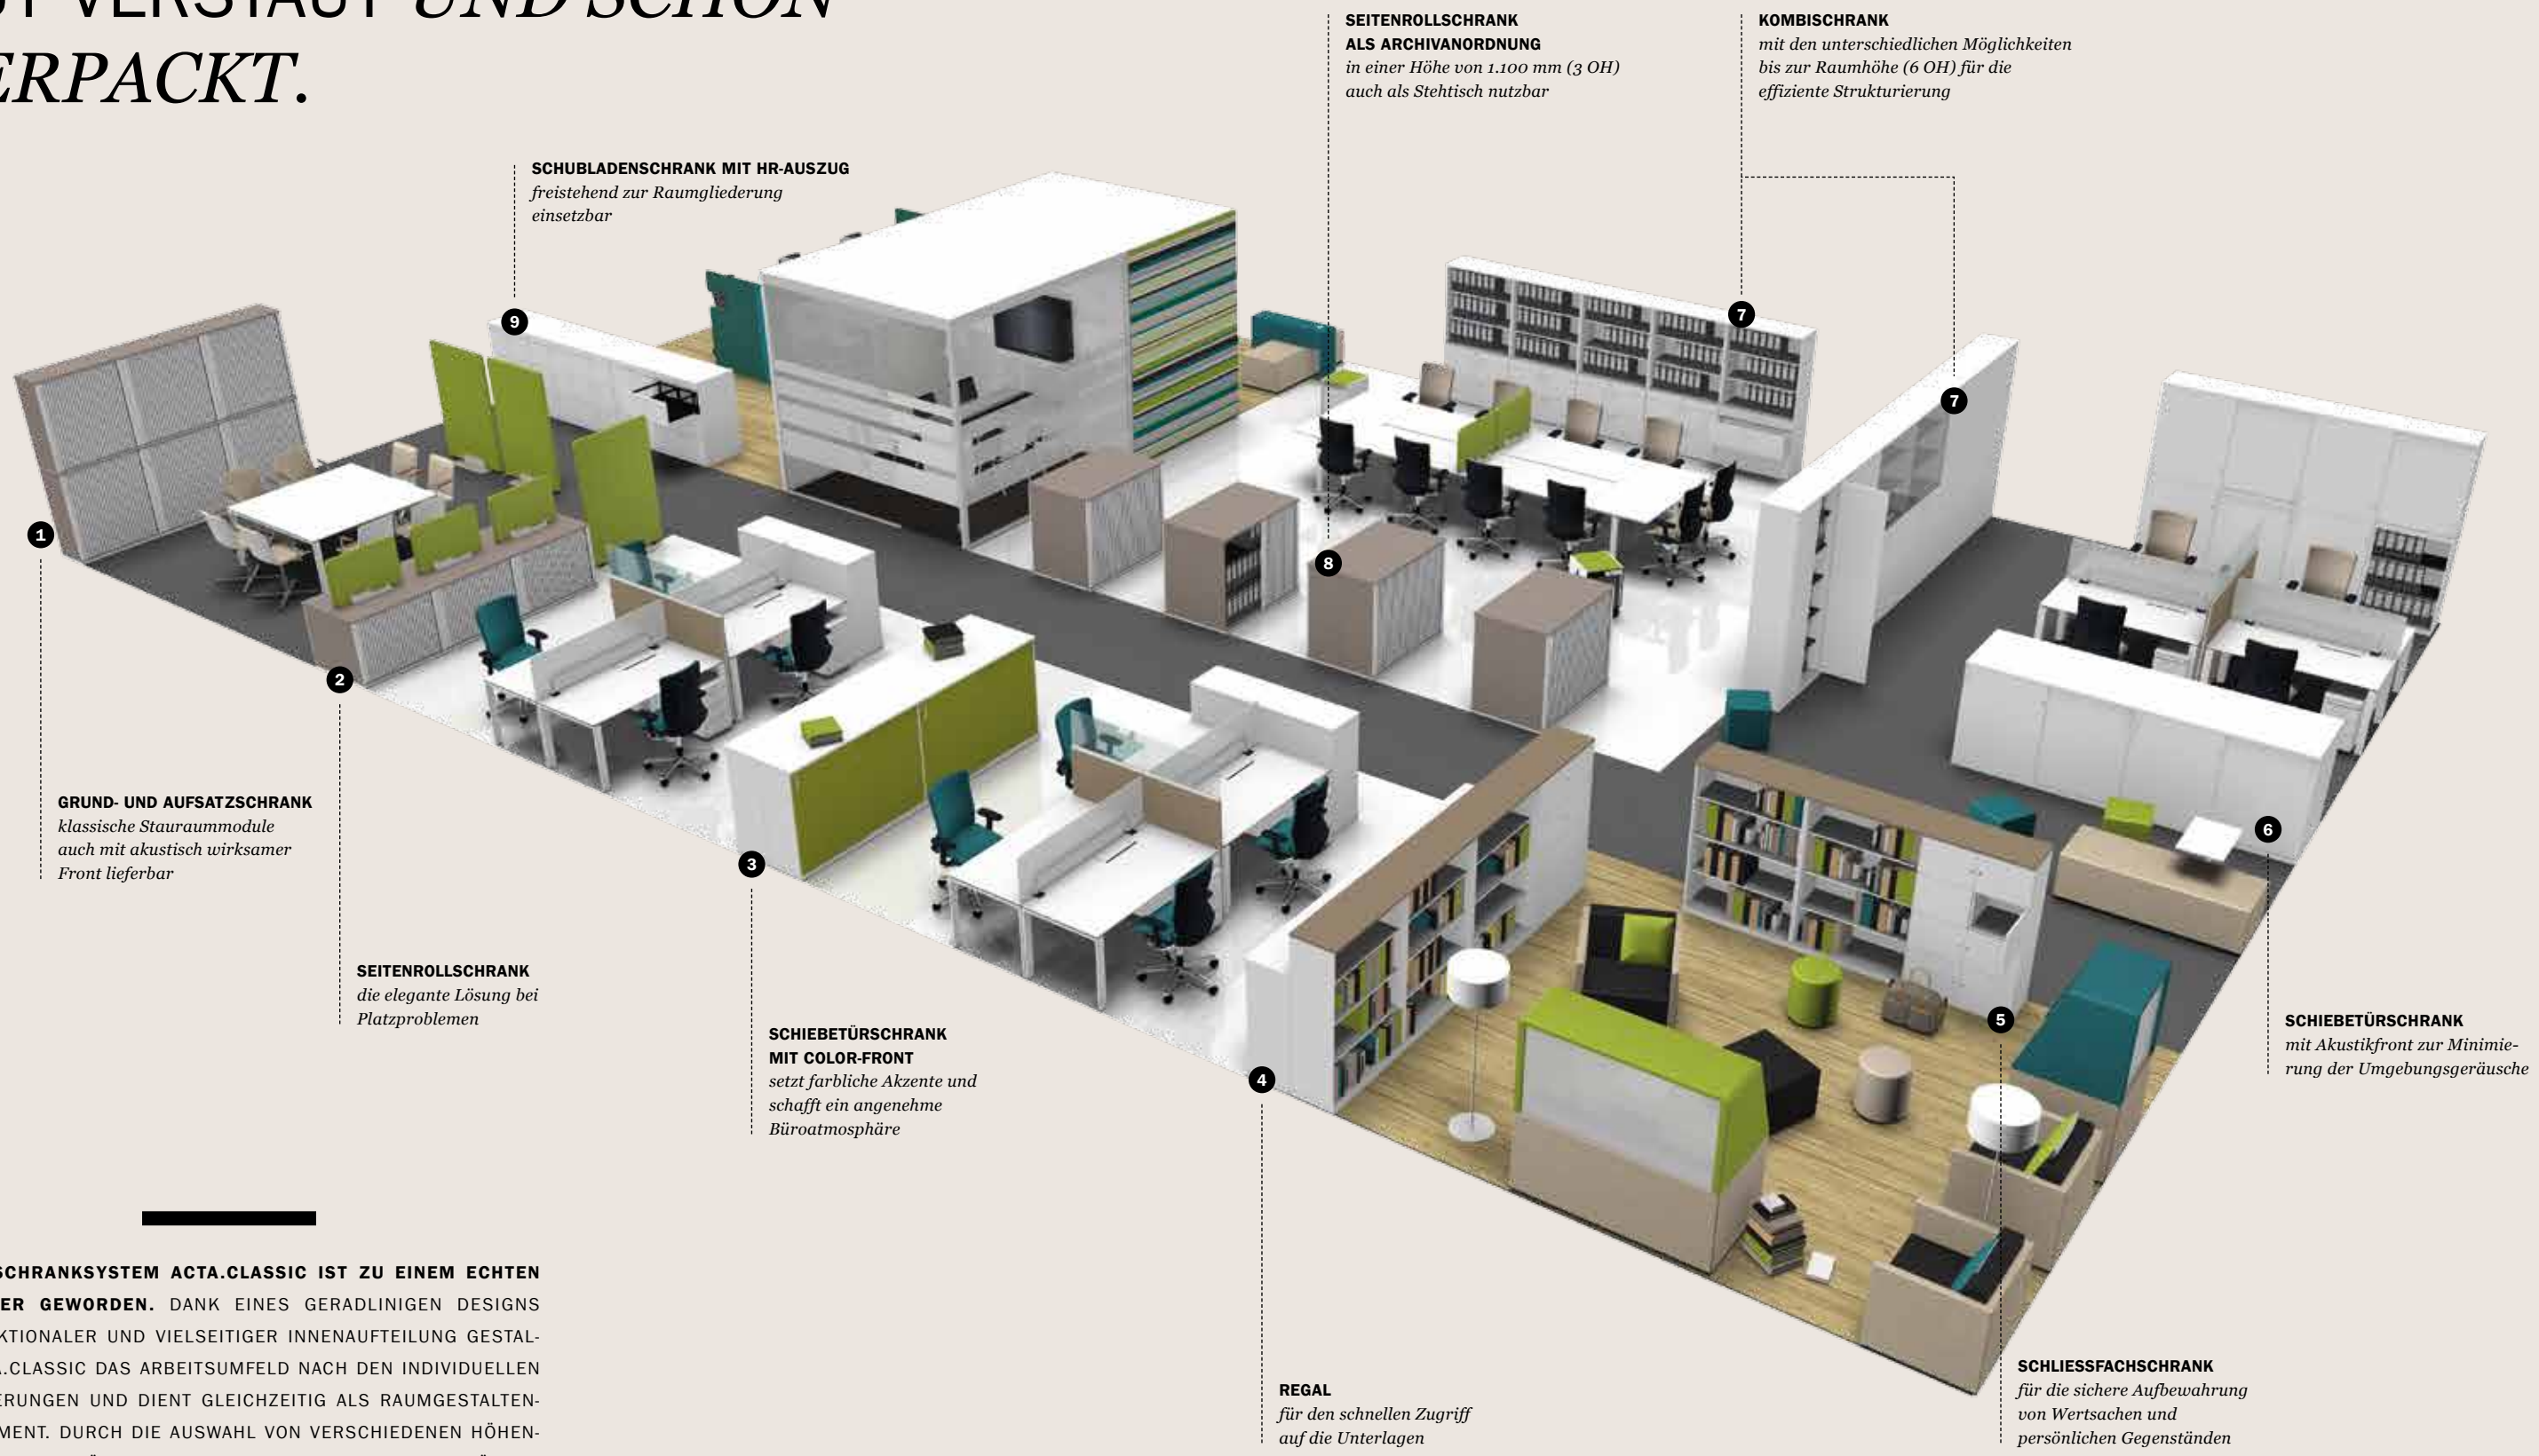 VERSTAUT UND SCHÖN
ERPACKT.
SEITENROLLSCHRANK
ALS ARCHIVANORDNUNG
in einer Höhe von 1.100 mm (3 OH)
auch als Stehtisch nutzbar
KOMBISCHRANK
mit den unterschiedlichen Möglichkeiten
bis zur Raumhöhe (6 OH) für die
effiziente Strukturierung
SCHUBLADENSCHRANK MIT HR-AUSZUG
freistehend zur Raumgliederung
einsetzbar
9
7
7
1
8
2
3
6
5
4
GRUND- UND AUFSATZSCHRANK
klassische Stauraummodule
auch mit akustisch wirksamer
Front lieferbar
SEITENROLLSCHRANK
die elegante Lösung bei
Platzproblemen
SCHIEBETÜRSCHRANK
MIT COLOR-FRONT
setzt farbliche Akzente und
schafft ein angenehme
Büroatmosphäre
SCHIEBETÜRSCHRANK
mit Akustikfront zur Minimie-
rung der Umgebungsgeräusche
REGAL
für den schnellen Zugriff
auf die Unterlagen
SCHLIESSFACHSCHRANK
für die sichere Aufbewahrung
von Wertsachen und
persönlichen Gegenständen
SCHRANKSYSTEM ACTA.CLASSIC IST ZU EINEM ECHTEN
ER GEWORDEN. DANK EINES GERADLINIGEN DESIGNS
KTIONALER UND VIELSEITIGER INNENAUFTEILUNG GESTAL-
A.CLASSIC DAS ARBEITSUMFELD NACH DEN INDIVIDUELLEN
ERUNGEN UND DIENT GLEICHZEITIG ALS RAUMGESTALTEN-
MENT. DURCH DIE AUSWAHL VON VERSCHIEDENEN HÖHEN-